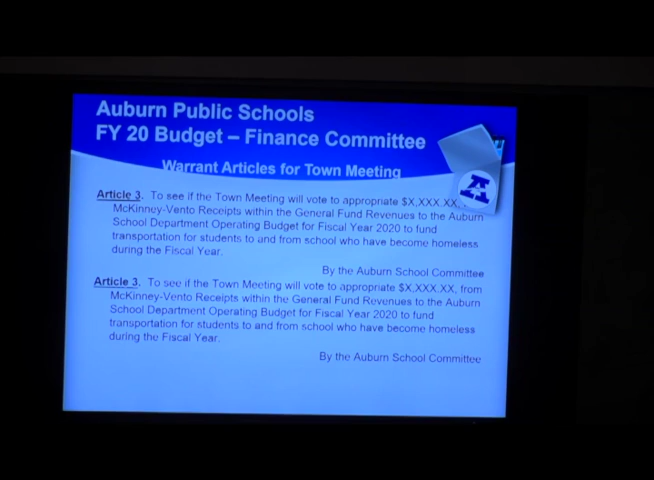 Auburn Public Schools
FY 20 Budget – Finance Committee
Warrant Articles for Town Meeting
Article 3. To see if the Town Meeting will vote to appropriate $X,XXX.XX,
McKinney-Vento Receipts within the General Fund Revenues to the Auburn
School Department Operating Budget for Fiscal Year 2020 to fund
transportation for students to and from school who have become homeless
during the Fiscal Year.
By the Auburn School Committee
Article 3. To see if the Town Meeting will vote to appropriate $X,XXX.XX, from
McKinney-Vento Receipts within the General Fund Revenues to the Auburn
School Department Operating Budget for Fiscal Year 2020 to fund
transportation for students to and from school who have become homeless
during the Fiscal Year.
By the Auburn School Committee
A